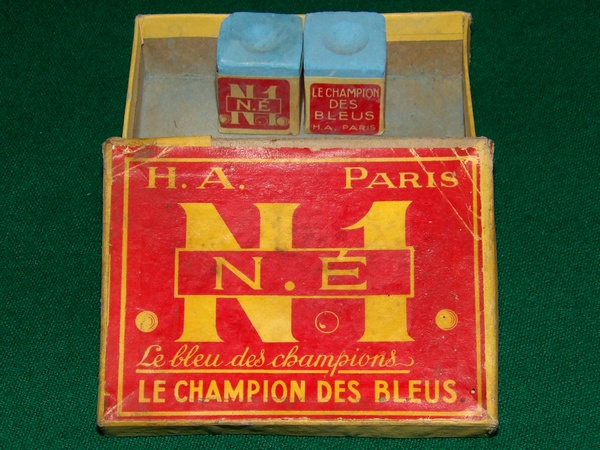 N.1
N.É
LE CHAMPION
DES
BLEUS
H.A. PARIS
H. A. PARIS
N.1
N.É
Le bleu des champions
LE CHAMPION DES BLEUS